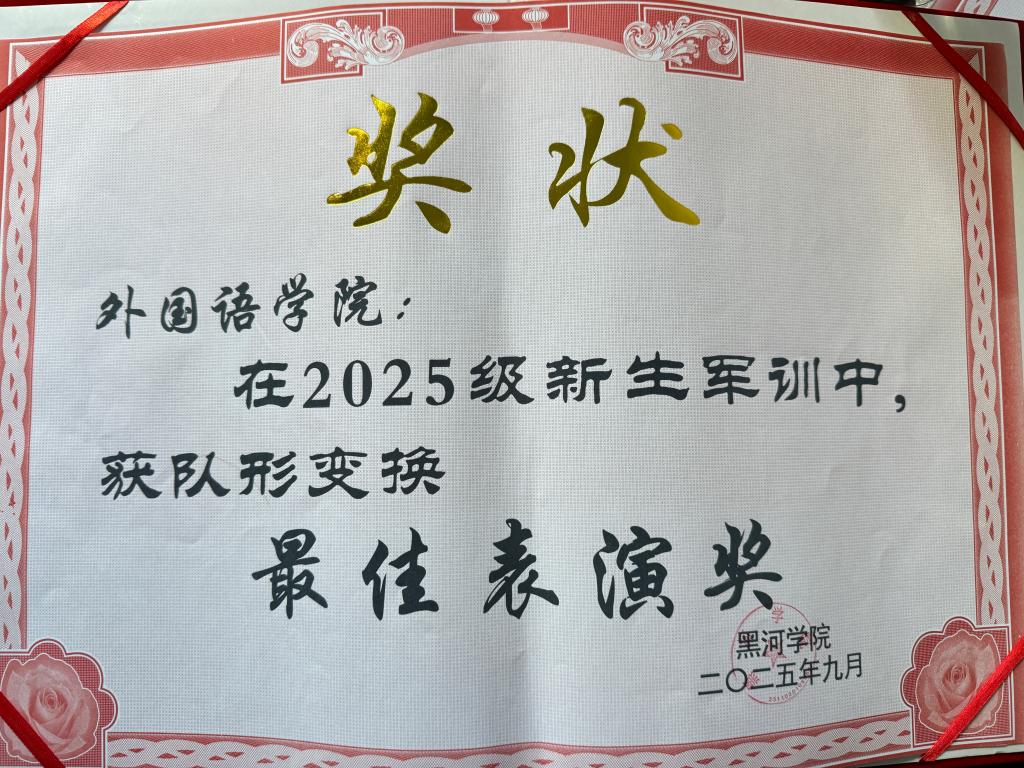 奖状
外国语学院：
在2025级新生军训中，
获队形变换
最佳表演奖
黑河学院
二〇二五年九月